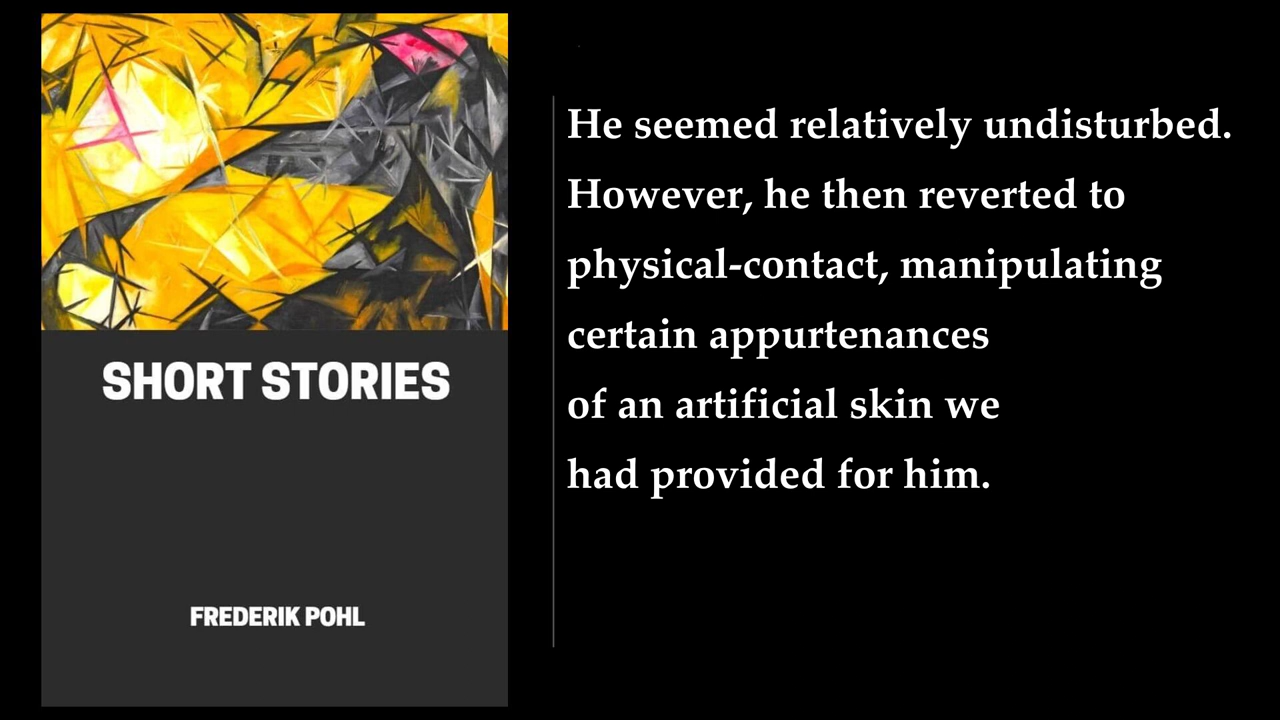 SHORT STORIES
FREDERIK POHL
He seemed relatively undisturbed.
However, he then reverted to
physical-contact, manipulating
certain appurtenances
of an artificial skin we
had provided for him.